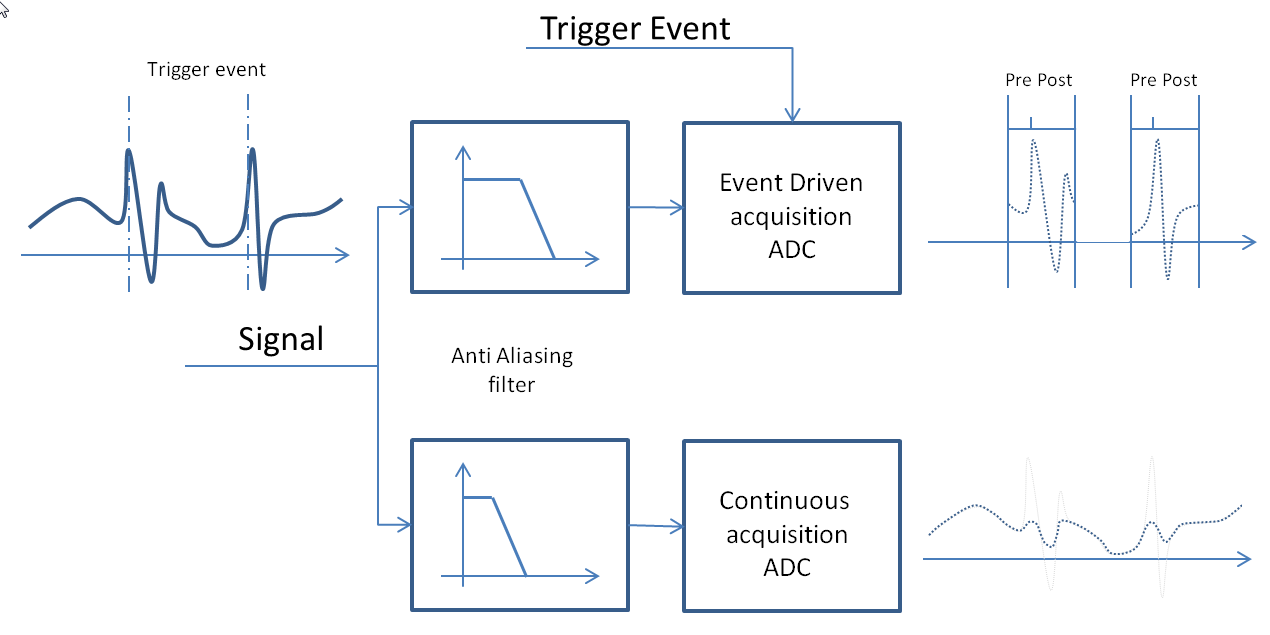 Trigger Event
Trigger event
Pre Post
Pre Post
Event Driven
acquisition
ADC
Signal
Anti Aliasing
filter
Continuous
acquisition
ADC